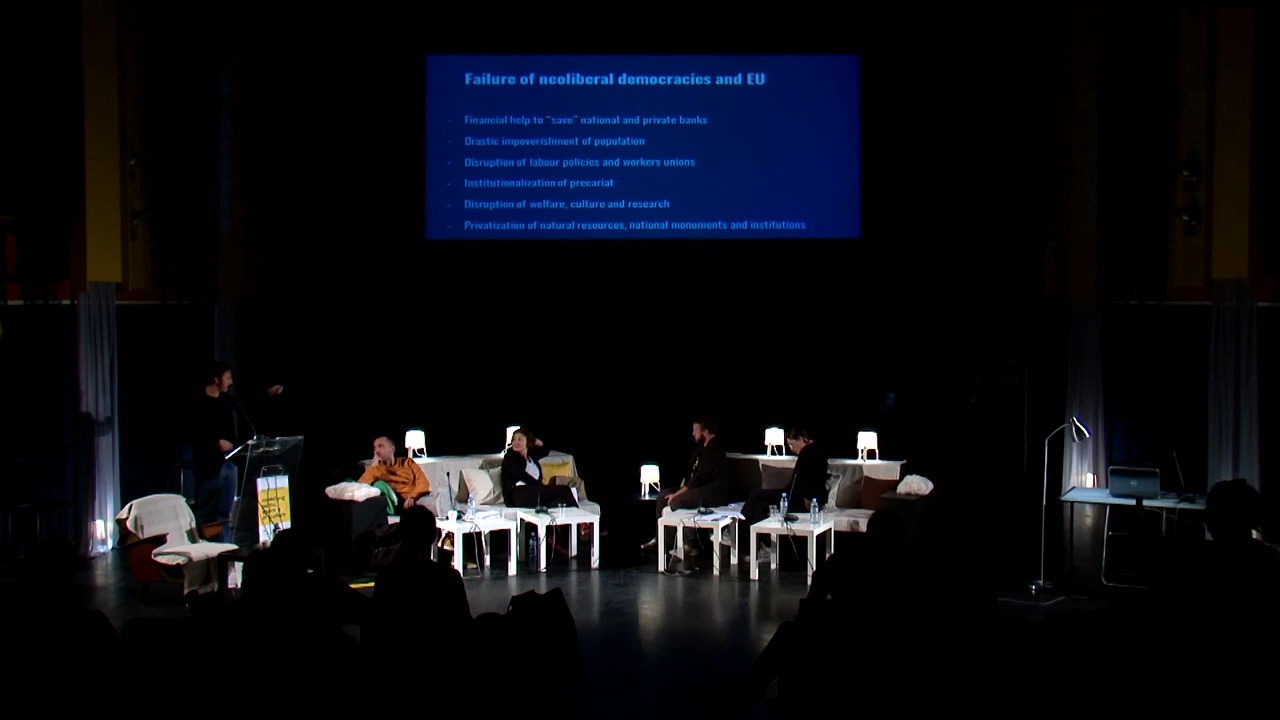 Failure of neoliberal democracies and EU
- Financial help to "save" national and private banks
- Drastic impoverishment of population
- Disruption of labour policies and workers unions
- Institutionalization of precariat
- Disruption of welfare, culture and research
- Privatization of natural resources, national monuments and institutions